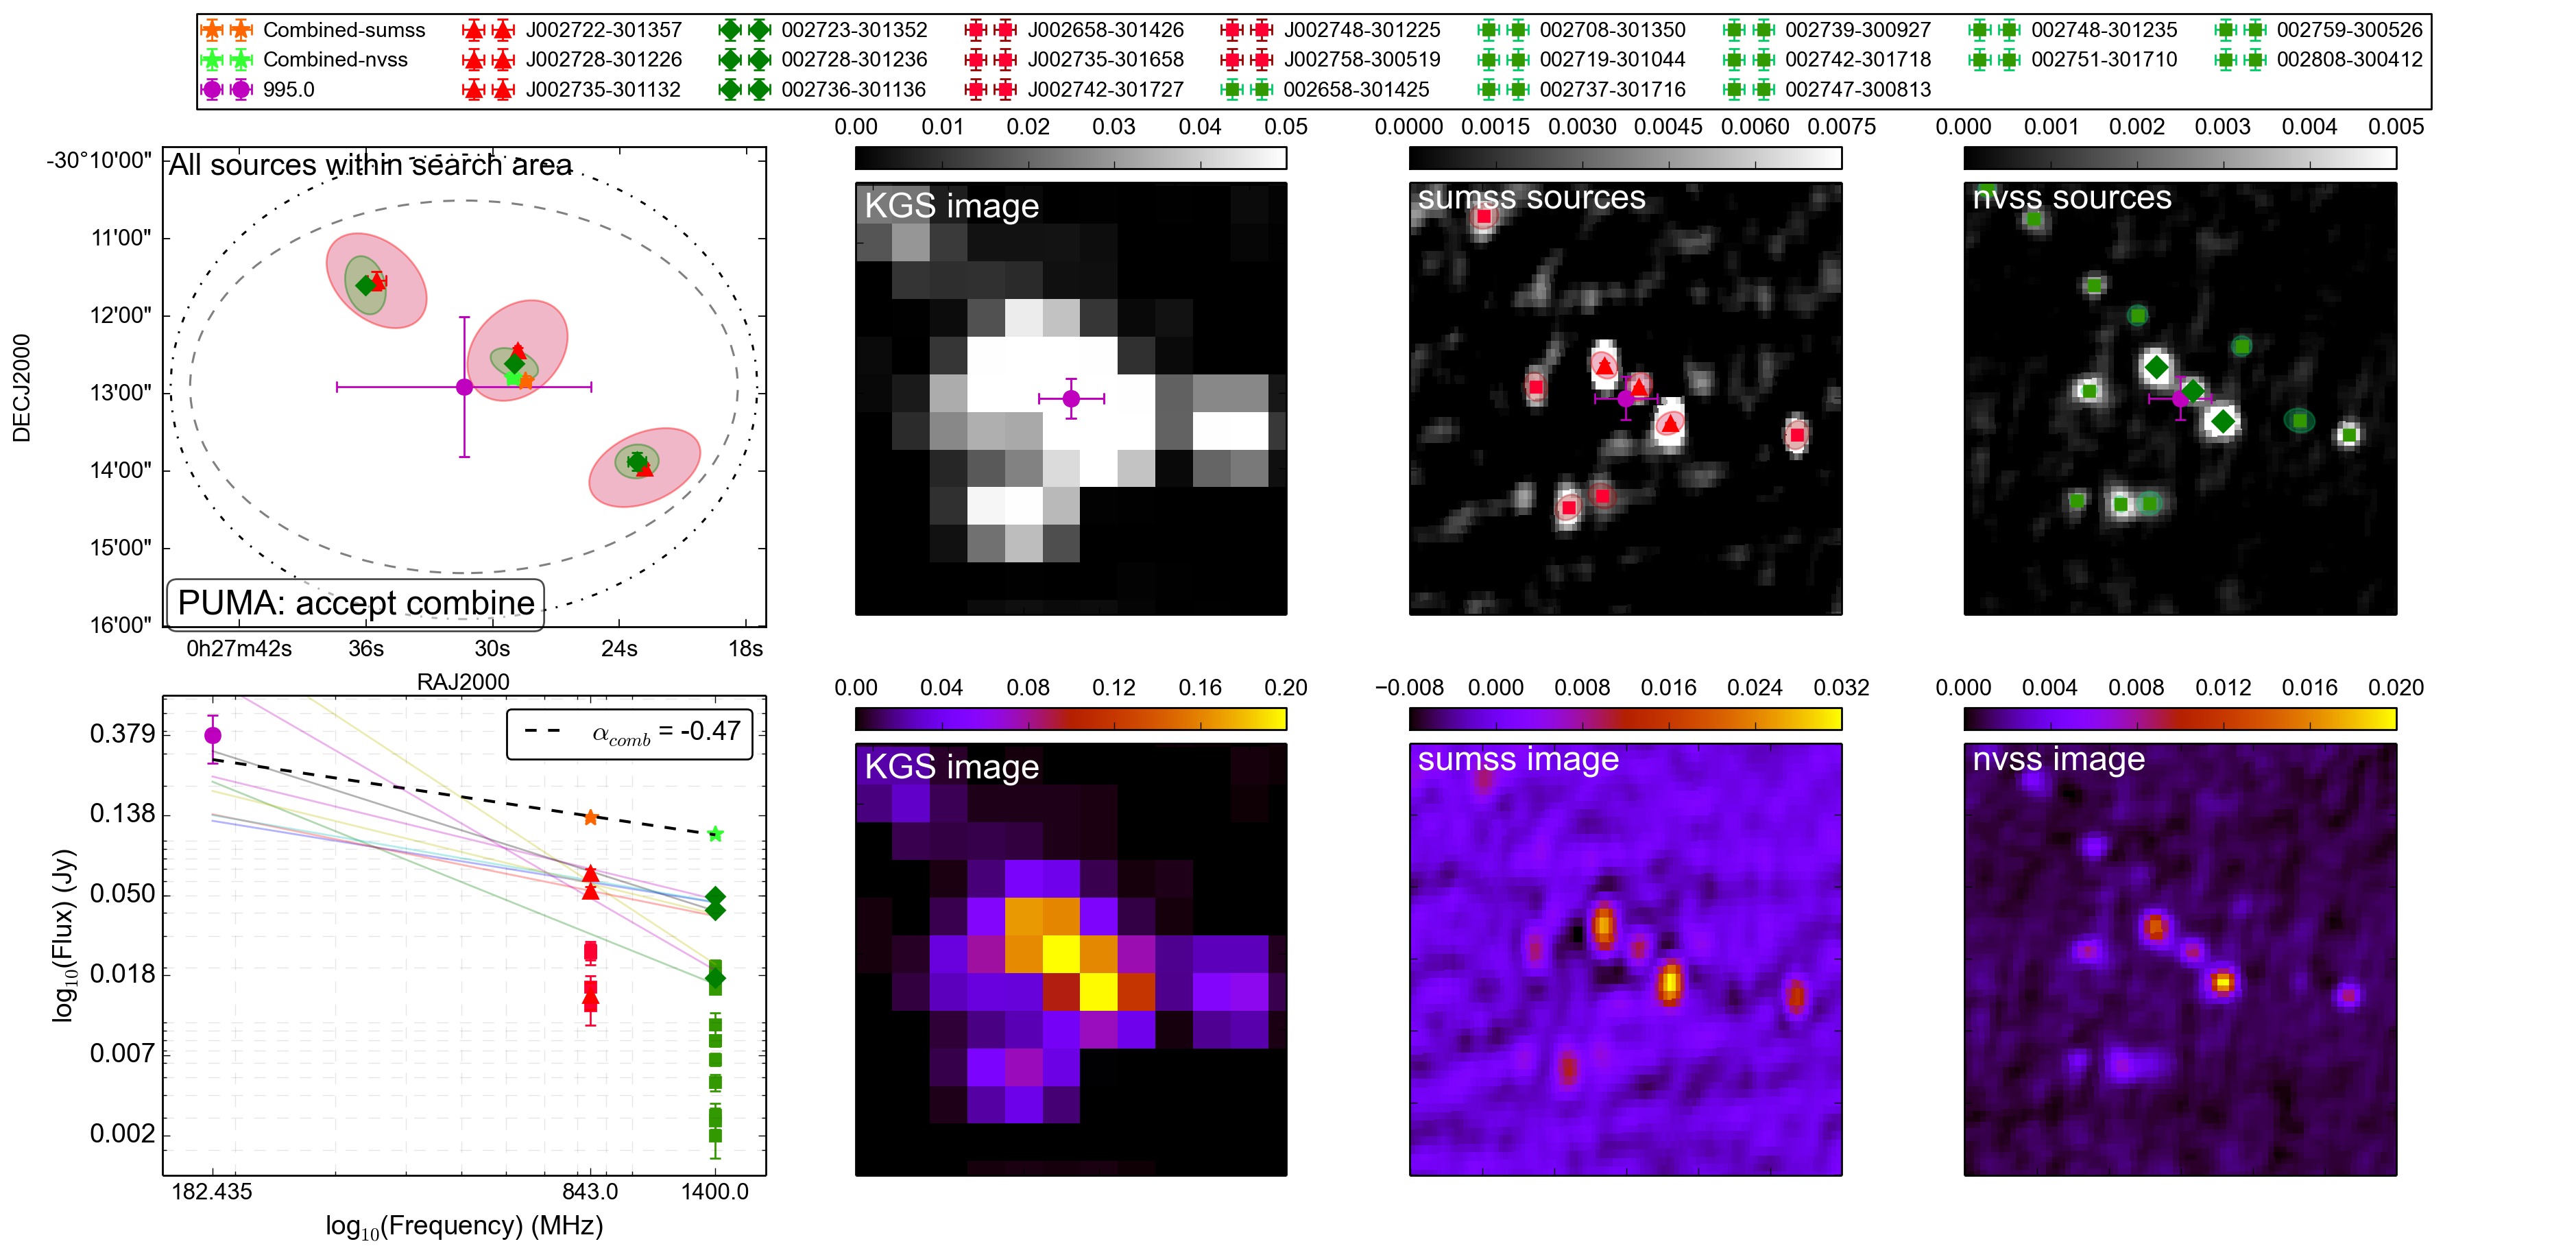 Combined-sumss J002722-301357 002723-301352 J002658-301426 J002748-301225 002708-301350 002739-300927 002748-301235 002759-300526
Combined-nvss J002728-301226 002728-301236 J002735-301658 J002758-300519 002719-301044 002742-301718 002751-301710 002808-300412
995.0 J002735-301132 002736-301136 J002742-301727 002658-301425 002737-301716 002747-300813
0.00 0.01 0.02 0.03 0.04 0.05
0.0000 0.0015 0.0030 0.0045 0.0060 0.0075
0.000 0.001 0.002 0.003 0.004 0.005
All sources within search area
KGS image
sumss sources
nvss sources
-30°10'00"
11'00"
12'00"
13'00"
14'00"
15'00"
16'00"
DECJ2000
PUMA: accept combine
0h27m42s 36s 30s 24s 18s
RAJ2000
0.00 0.04 0.08 0.12 0.16 0.20
−0.008 0.000 0.008 0.016 0.024 0.032
0.000 0.004 0.008 0.012 0.016 0.020
α_comb = -0.47
KGS image
sumss image
nvss image
0.379
0.138
0.050
0.018
0.007
0.002
log10(Flux) (Jy)
182.435 843.0 1400.0
log10(Frequency) (MHz)